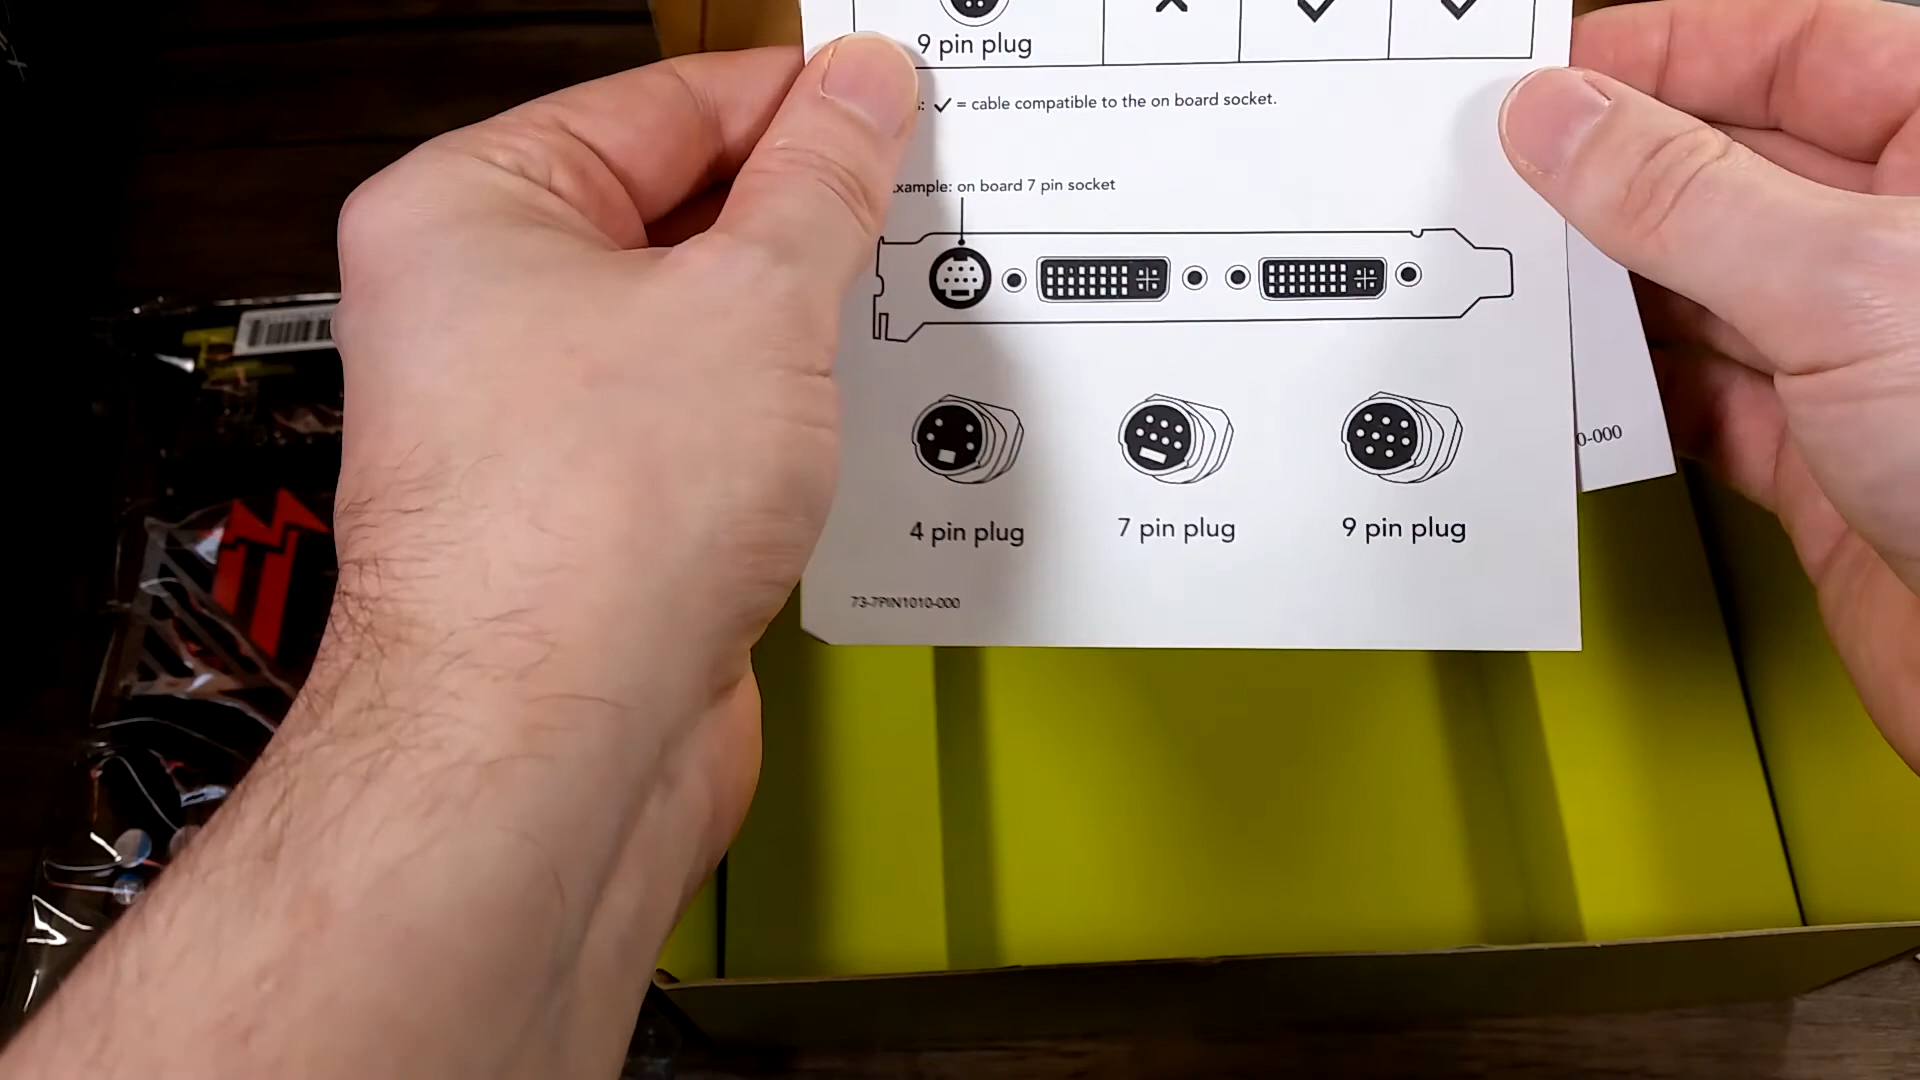 9 pin plug
: ✓ = cable compatible to the on board socket.
xample: on board 7 pin socket
4 pin plug
7 pin plug
9 pin plug
0-000
73-7PIN1010-000